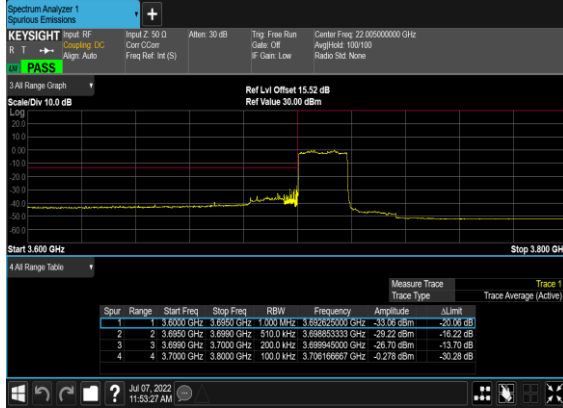 Spectrum Analyzer 1
Spurious Emissions
+
KEYSIGHT Input: RF Input Z: 50 Ω Atten: 30 dB Trig: Free Run Center Freq: 22.005000000 GHz
R T Coupling: DC Corr CCorr Gate: Off Avg|Hold: 100/100
Align: Auto Freq Ref: Int (S) IF Gain: Low Radio Std: None
PASS
3 All Range Graph
Ref Lvl Offset 15.52 dB
Scale/Div 10.0 dB Ref Value 30.00 dBm
Log
20.0
10.0
0.00
-10.0
-20.0
-30.0
-40.0
-50.0
-60.0
Start 3.600 GHz Stop 3.800 GH
4 All Range Table
Measure Trace Trace 1
Trace Type Trace Average (Active)
Spur Range Start Freq Stop Freq RBW Frequency Amplitude ΔLimit
1 1 3.6000 GHz 3.6950 GHz 1.000 MHz 3.692625000 GHz -33.06 dBm -20.06 dB
2 2 3.6950 GHz 3.6990 GHz 510.0 kHz 3.698853333 GHz -29.22 dBm -16.22 dB
3 3 3.6990 GHz 3.7000 GHz 200.0 kHz 3.699945000 GHz -26.70 dBm -13.70 dB
4 4 3.7000 GHz 3.8000 GHz 100.0 kHz 3.706166667 GHz -0.278 dBm -30.28 dB
?
Jul 07, 2022
11:53:27 AM